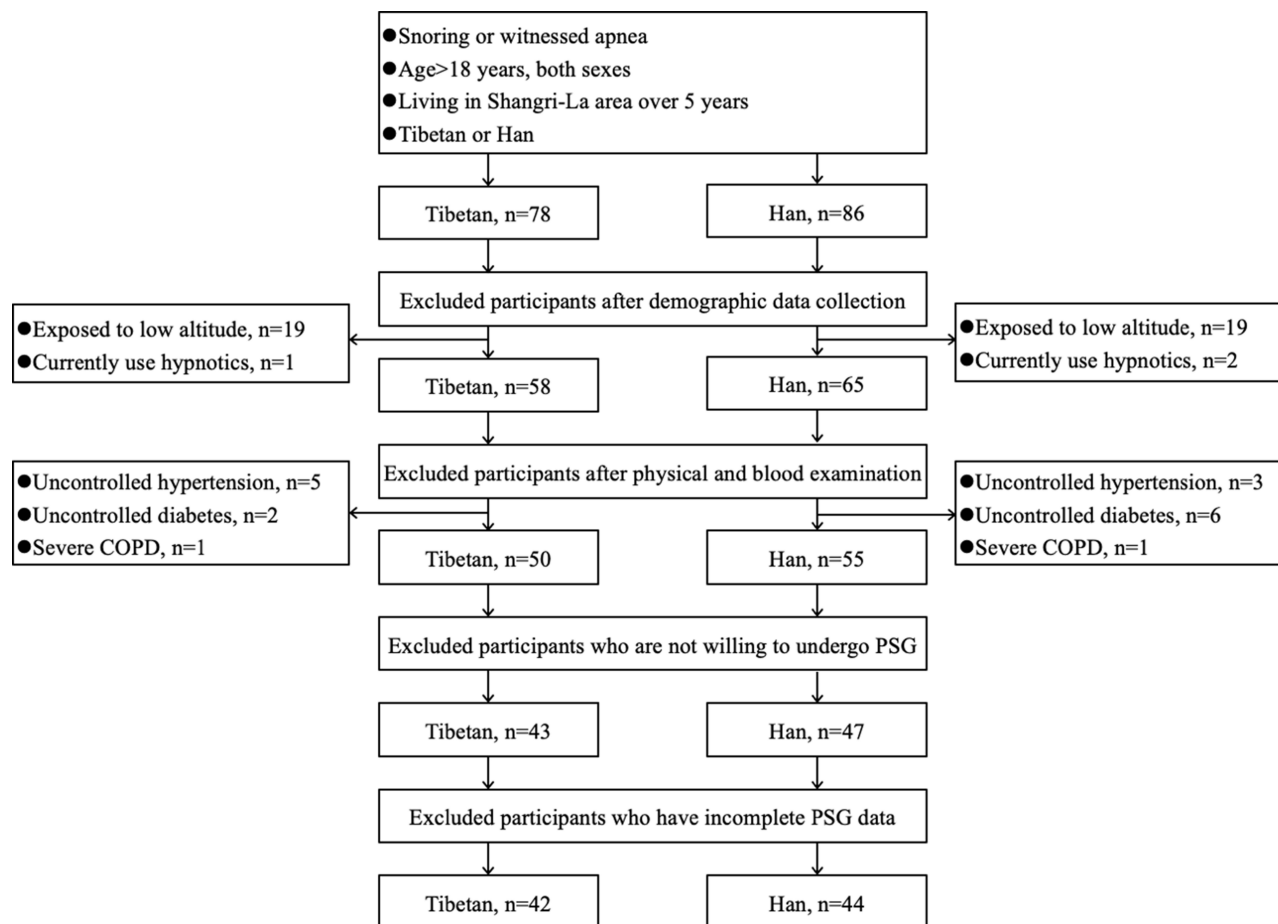 ●Snoring or witnessed apnea
●Age>18 years, both sexes
●Living in Shangri-La area over 5 years
●Tibetan or Han
Tibetan, n=78
Han, n=86
Excluded participants after demographic data collection
●Exposed to low altitude, n=19
●Currently use hypnotics, n=1
●Exposed to low altitude, n=19
●Currently use hypnotics, n=2
Tibetan, n=58
Han, n=65
Excluded participants after physical and blood examination
●Uncontrolled hypertension, n=5
●Uncontrolled diabetes, n=2
●Severe COPD, n=1
●Uncontrolled hypertension, n=3
●Uncontrolled diabetes, n=6
●Severe COPD, n=1
Tibetan, n=50
Han, n=55
Excluded participants who are not willing to undergo PSG
Tibetan, n=43
Han, n=47
Excluded participants who have incomplete PSG data
Tibetan, n=42
Han, n=44